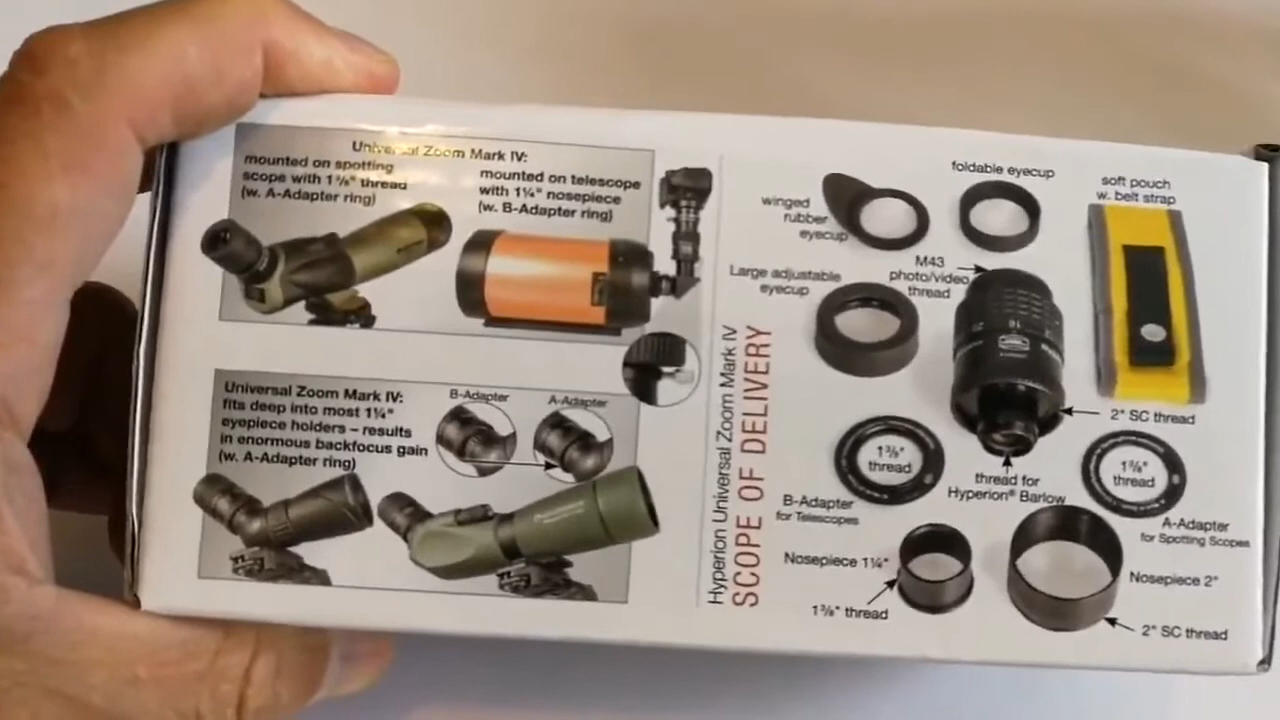 Universal Zoom Mark IV:
mounted on spotting
scope with 1⅜" thread
(w. A-Adapter ring)
mounted on telescope
with 1¼" nosepiece
(w. B-Adapter ring)
Universal Zoom Mark IV:
fits deep into most 1¼"
eyepiece holders – results
in enormous backfocus gain
(w. A-Adapter ring)
B-Adapter
A-Adapter
Hyperion Universal Zoom Mark IV
SCOPE OF DELIVERY
winged
rubber
eyecup
foldable eyecup
soft pouch
w. belt strap
Large adjustable
eyecup
M43
photo/video
thread
16
2" SC thread
1⅜"
thread
thread for
Hyperion® Barlow
1⅜"
thread
B-Adapter
for Telescopes
A-Adapter
for Spotting Scopes
Nosepiece 1¼"
1⅜" thread
Nosepiece 2"
2" SC thread